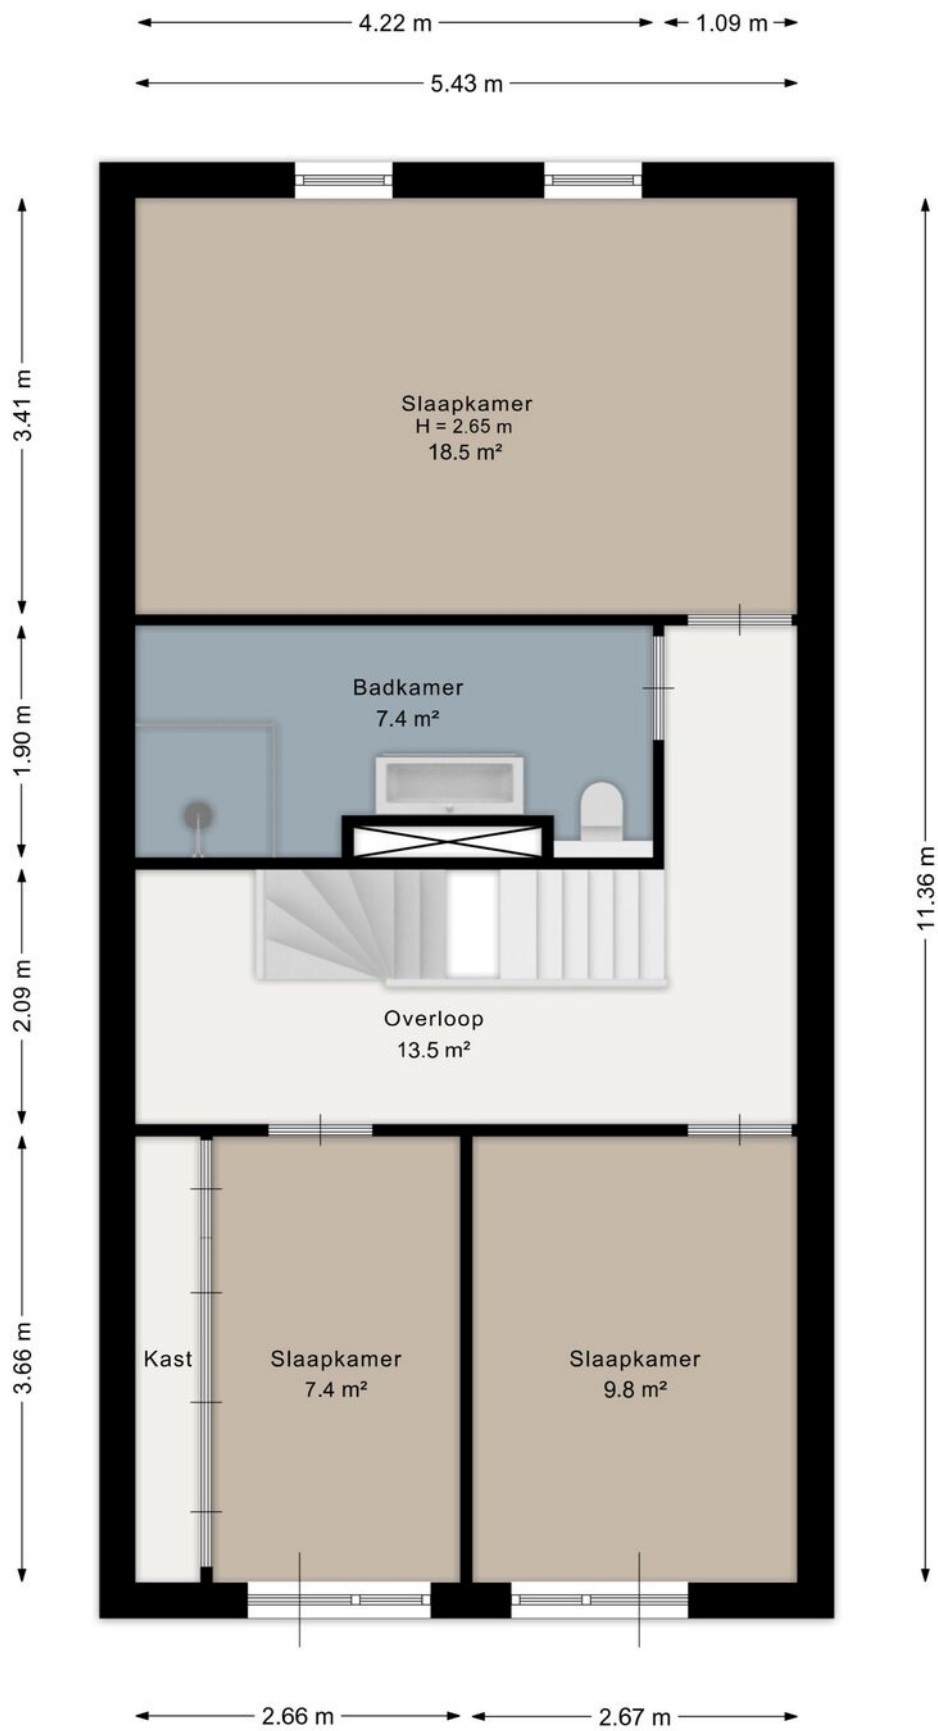 4.22 m
1.09 m
5.43 m
3.41 m
Slaapkamer
H = 2.65 m
18.5 m²
1.90 m
Badkamer
7.4 m²
11.36 m
2.09 m
Overloop
13.5 m²
3.66 m
Kast
Slaapkamer
7.4 m²
Slaapkamer
9.8 m²
2.66 m
2.67 m